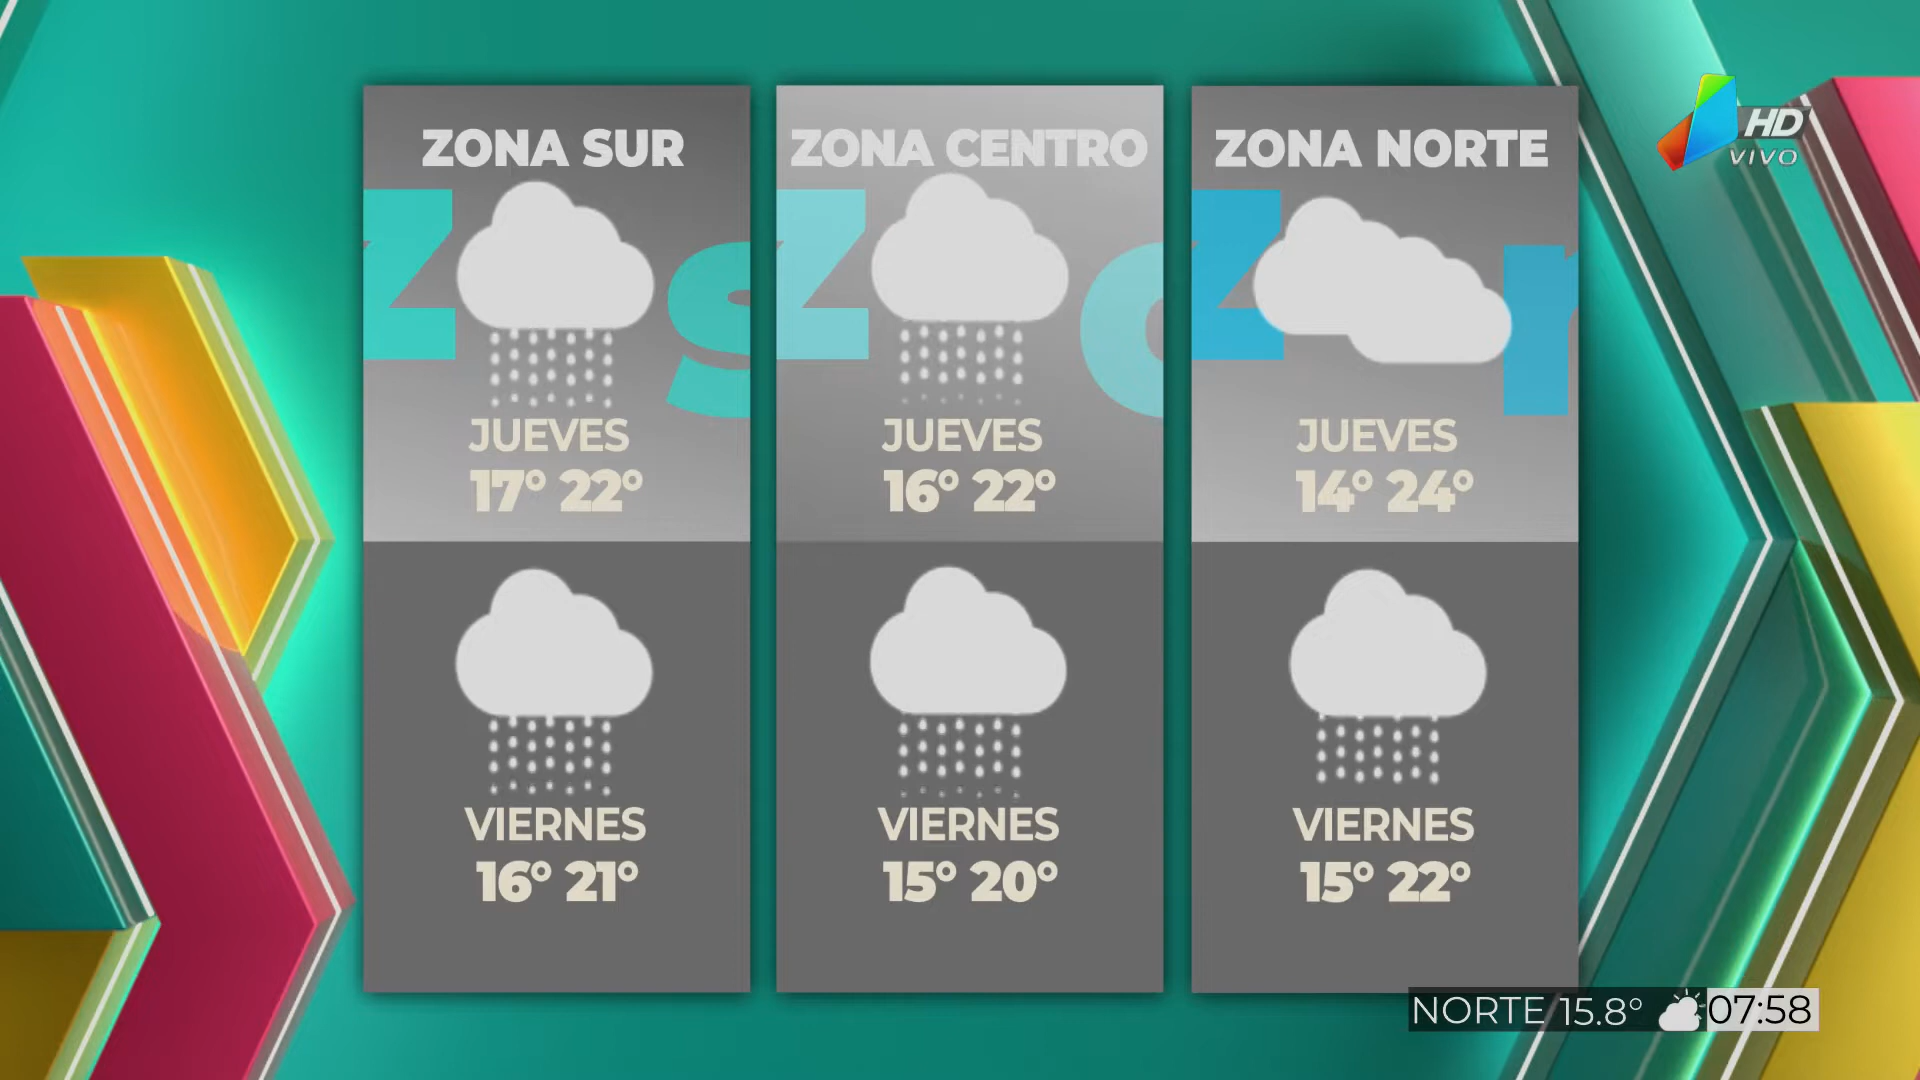 ZONA SUR
z s
JUEVES
17° 22°
VIERNES
16° 21°
ZONA CENTRO
z c
JUEVES
16° 22°
VIERNES
15° 20°
ZONA NORTE
z n
JUEVES
14° 24°
VIERNES
15° 22°
HD
VIVO
NORTE 15.8° 07:58